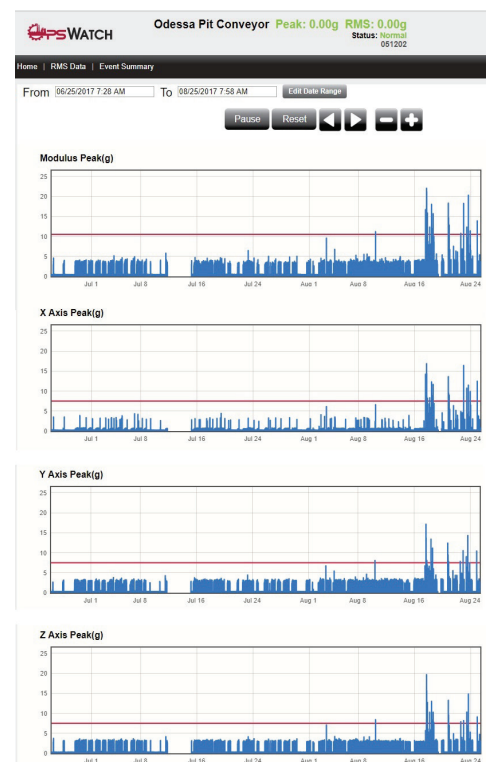 OPSWATCH
Odessa Pit Conveyor Peak: 0.00g RMS: 0.00g
Status: Normal
051202
Home | RMS Data | Event Summary
From 06/25/2017 7:28 AM To 08/25/2017 7:58 AM Edit Date Range
Pause Reset
Modulus Peak(g)
25
20
15
10
5
0
Jul 1 Jul 8 Jul 16 Jul 24 Aug 1 Aug 8 Aug 16 Aug 24
X Axis Peak(g)
25
20
15
10
5
0
Jul 1 Jul 8 Jul 16 Jul 24 Aug 1 Aug 8 Aug 16 Aug 24
Y Axis Peak(g)
25
20
15
10
5
0
Jul 1 Jul 8 Jul 16 Jul 24 Aug 1 Aug 8 Aug 16 Aug 24
Z Axis Peak(g)
25
20
15
10
5
0
Jul 1 Jul 8 Jul 16 Jul 24 Aug 1 Aug 8 Aug 16 Aug 24